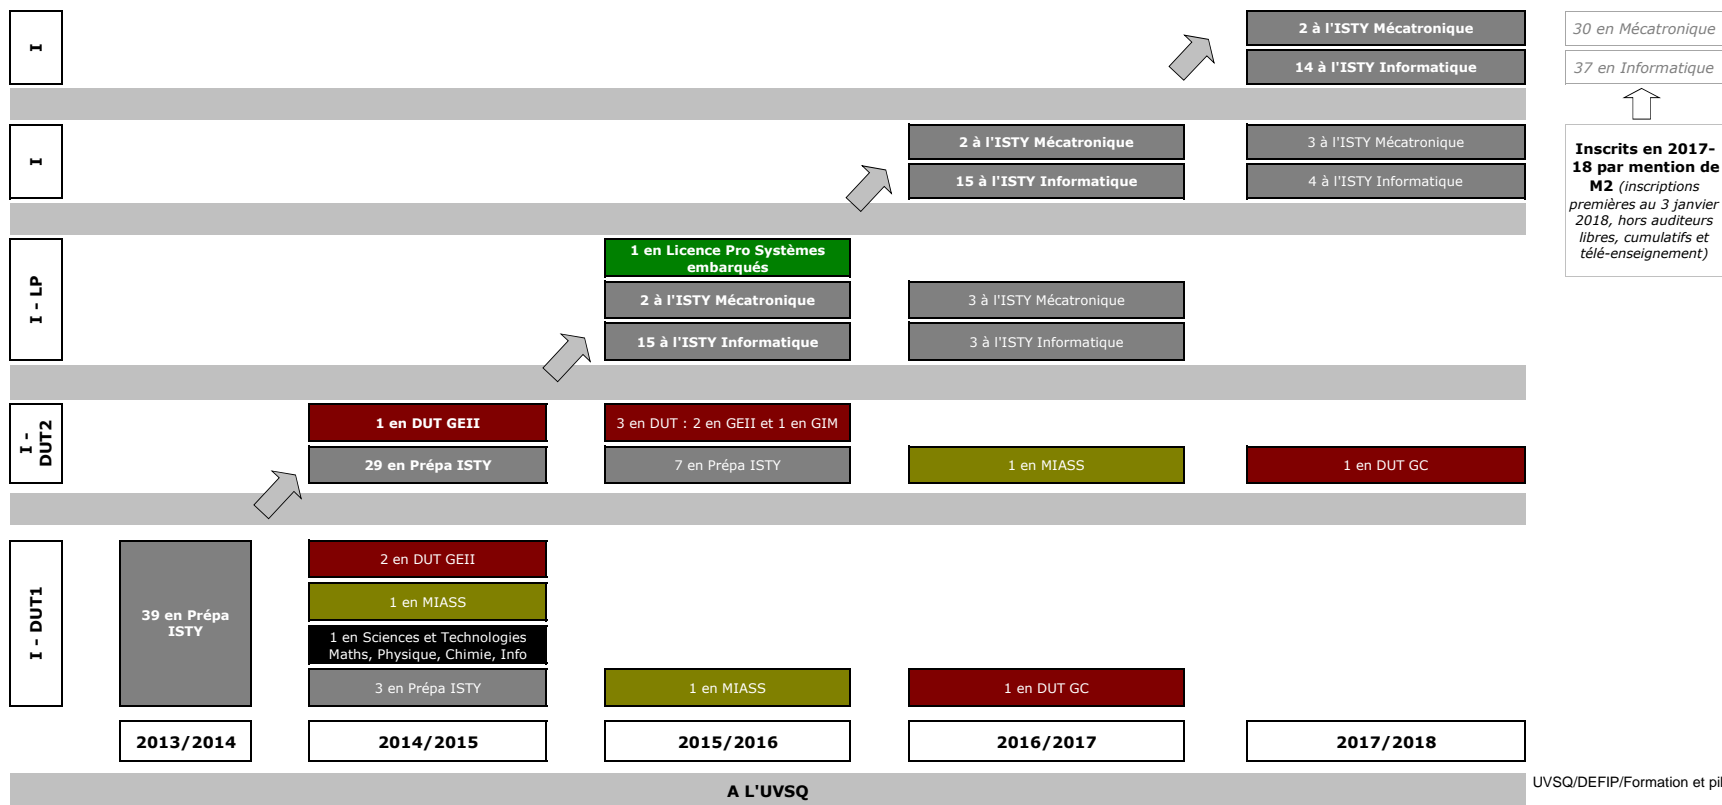 I
2 à l'ISTY Mécatronique
30 en Mécatronique
14 à l'ISTY Informatique
37 en Informatique
I
2 à l'ISTY Mécatronique
3 à l'ISTY Mécatronique
15 à l'ISTY Informatique
4 à l'ISTY Informatique
Inscrits en 2017-
18 par mention de
M2 (inscriptions
premières au 3 janvier
2018, hors auditeurs
libres, cumulatifs et
télé-enseignement)
I - LP
1 en Licence Pro Systèmes
embarqués
2 à l'ISTY Mécatronique
3 à l'ISTY Mécatronique
15 à l'ISTY Informatique
3 à l'ISTY Informatique
I -
DUT2
1 en DUT GEII
3 en DUT : 2 en GEII et 1 en GIM
29 en Prépa ISTY
7 en Prépa ISTY
1 en MIASS
1 en DUT GC
I - DUT1
39 en Prépa
ISTY
2 en DUT GEII
1 en MIASS
1 en Sciences et Technologies
Maths, Physique, Chimie, Info
3 en Prépa ISTY
1 en MIASS
1 en DUT GC
2013/2014
2014/2015
2015/2016
2016/2017
2017/2018
A L'UVSQ
UVSQ/DEFIP/Formation et pil